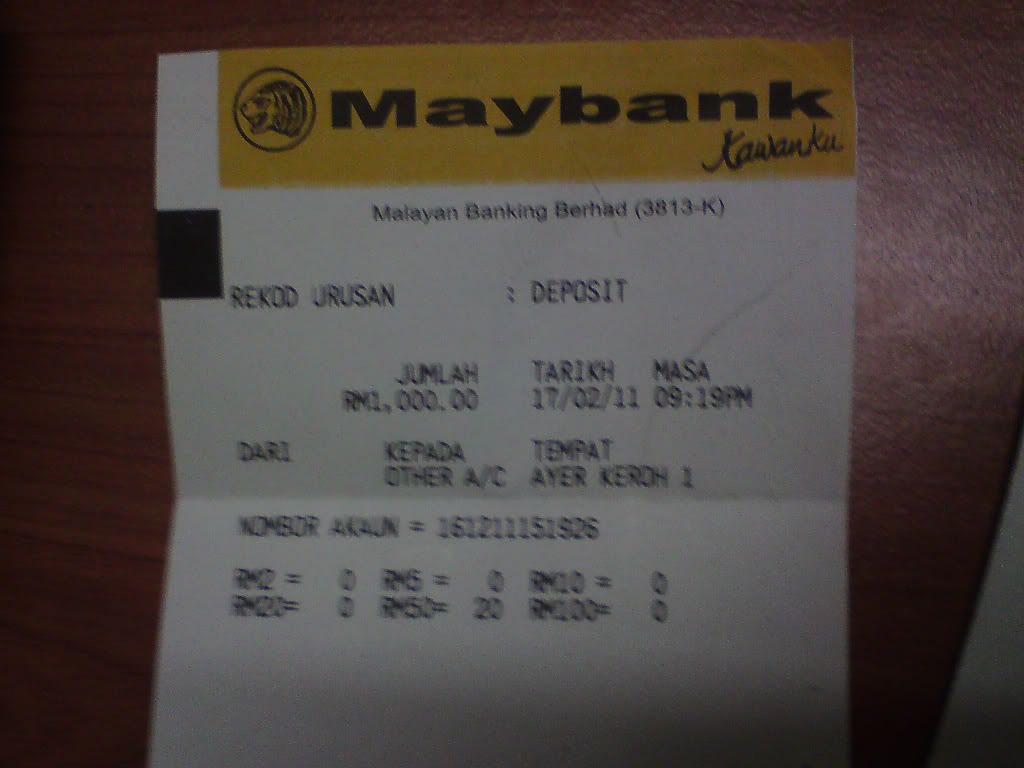 Maybank
Kawanku
Malayan Banking Berhad (3813-K)
REKOD URUSAN : DEPOSIT
JUMLAH TARIKH MASA
RM1,000.00 17/02/11 09:19PM
DARI KEPADA TEMPAT
OTHER A/C AYER KEROH 1
NOMBOR AKAUN = 161211151926
RM2 = 0 RM5 = 0 RM10 = 0
RM20= 0 RM50= 20 RM100= 0